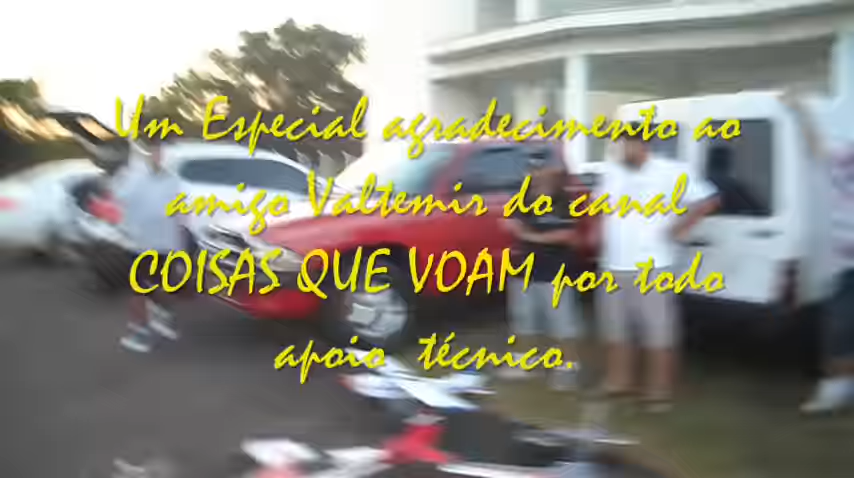 Um Especial agradecimento ao
amigo Valtemir do canal
COISAS QUE VOAM por todo
apoio técnico.